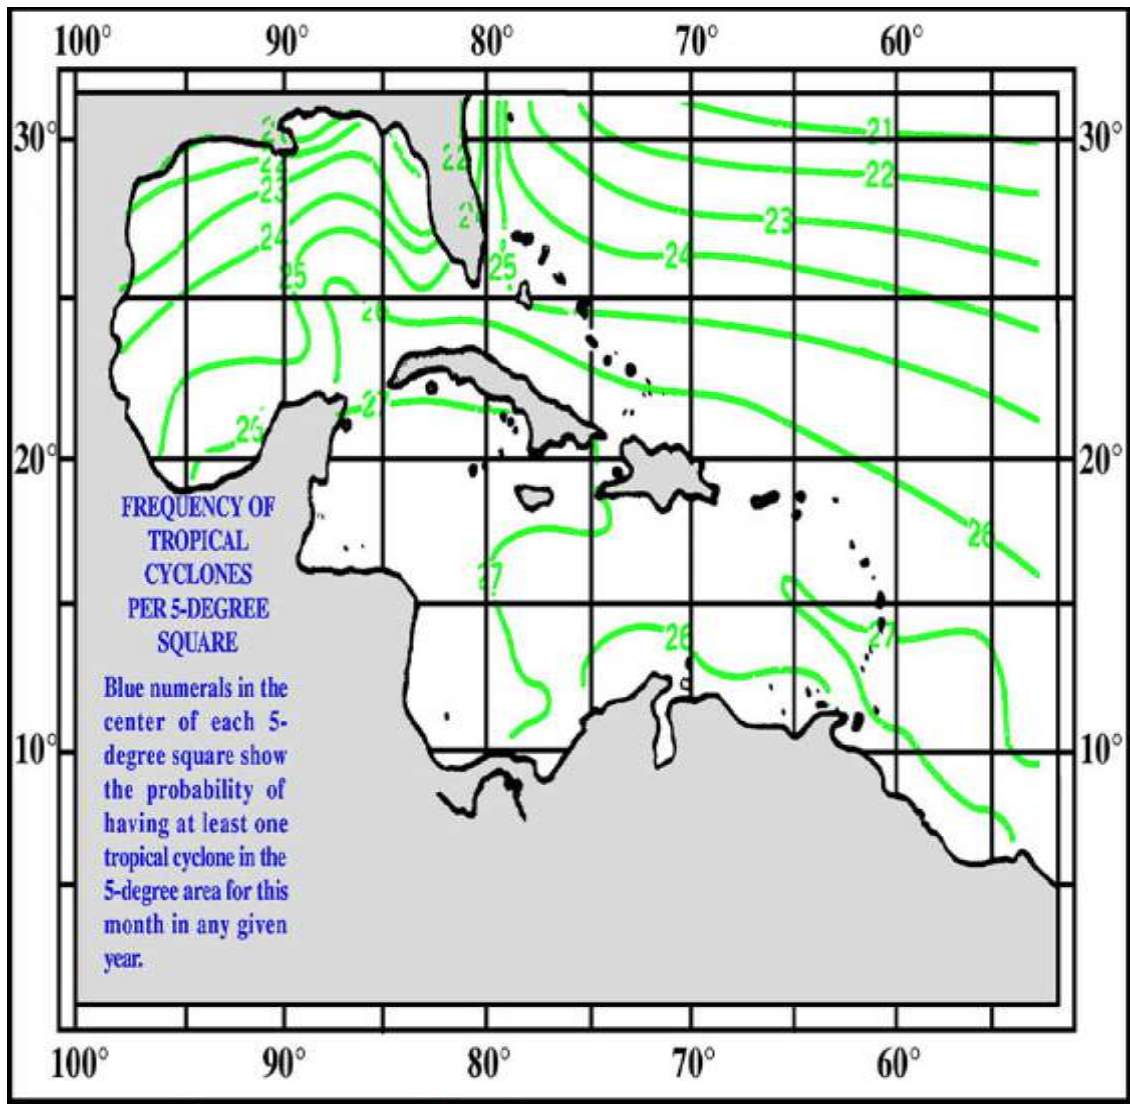 100° 90° 80° 70° 60°
30° 21 30°
22
22
23 23
24 24
25 25
26
27
26
20° 20°
FREQUENCY OF
TROPICAL
CYCLONES
PER 5-DEGREE
SQUARE
26
27
26 27
Blue numerals in the
center of each 5-
degree square show
the probability of
having at least one
tropical cyclone in the
5-degree area for this
month in any given
year.
10° 10°
100° 90° 80° 70° 60°